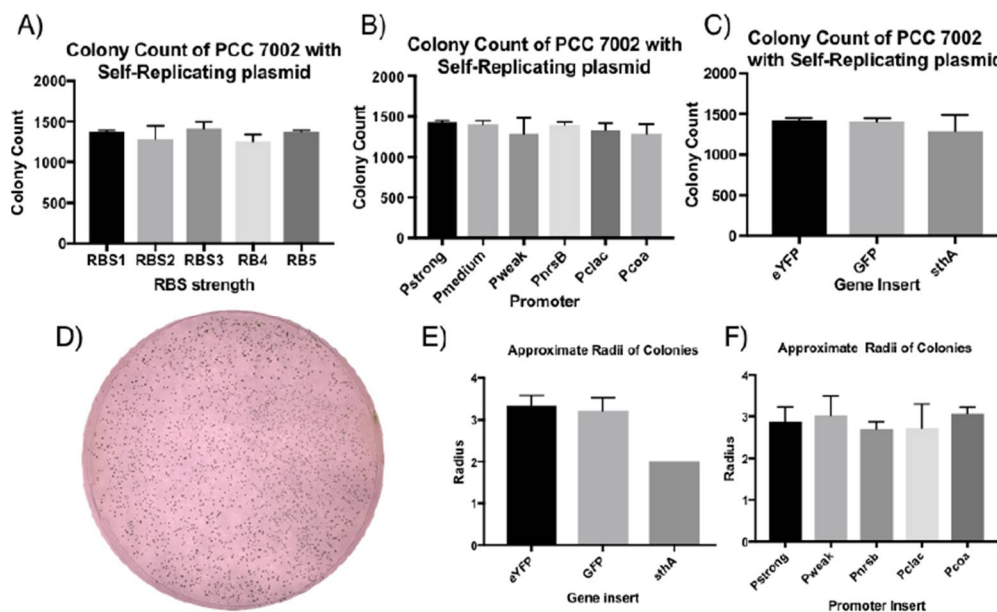 A)
Colony Count of PCC 7002 with
Self-Replicating plasmid
Colony Count
2000
1500
1000
500
0
RBS1 RBS2 RBS3 RB4 RB5
RBS strength
B)
Colony Count of PCC 7002 with
Self-Replicating plasmid
Colony Count
2000
1500
1000
500
0
Pstrong Pmedium Pweak PnrsB Pclac Pcoa
Promoter
C)
Colony Count of PCC 7002
with Self-Replicating plasmid
Colony Count
2000
1500
1000
500
0
eYFP GFP sthA
Gene Insert
D)
E)
Approximate Radii of Colonies
Radius
4
3
2
1
0
eYFP GFP sthA
Gene insert
F)
Approximate Radii of Colonies
Radius
4
3
2
1
0
Pstrong Pweak Pnrsb Pclac Pcoa
Promoter Insert